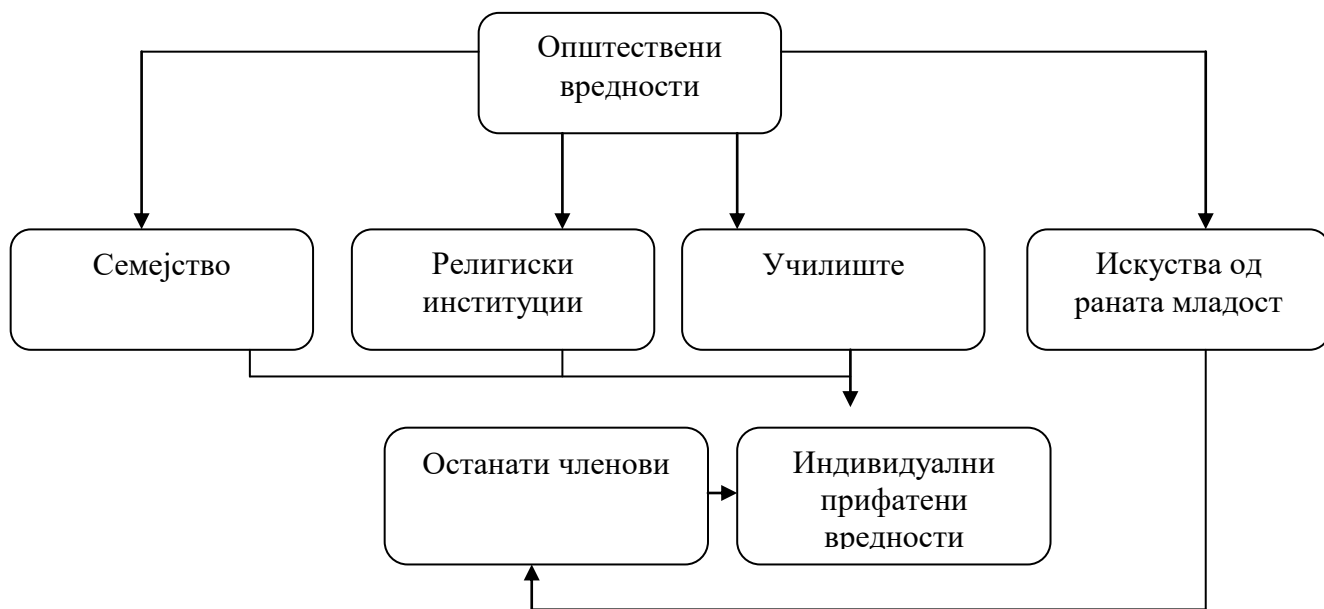 Општествени
вредности
Семејство
Религиски
институции
Училиште
Искуства од
раната младост
Останати членови
Индивидуални
прифатени
вредности